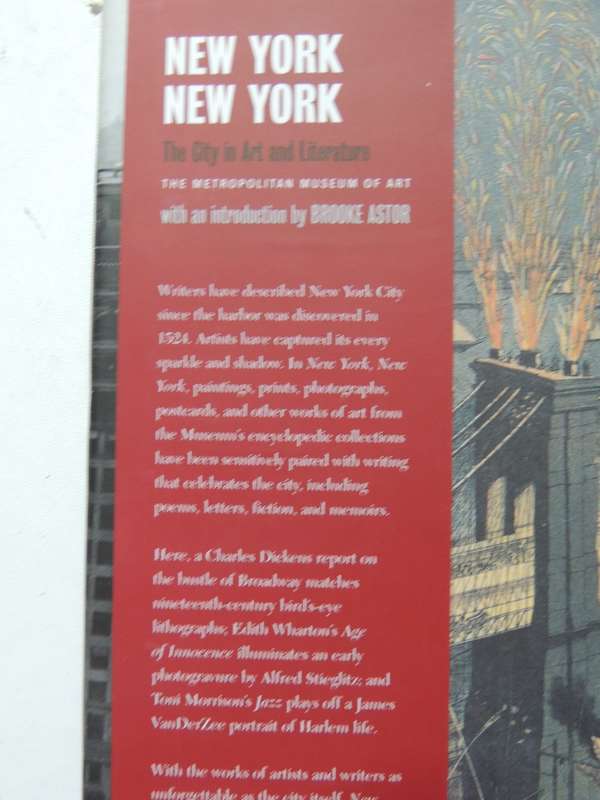 NEW YORK
NEW YORK
The City in Art and Literature
THE METROPOLITAN MUSEUM OF ART
with an introduction by BROOKE ASTOR
Writers have described New York City
since the harbor was discovered in
1524. Artists have captured its every
sparkle and shadow. In New York, New
York, paintings, prints, photographs,
postcards, and other works of art from
the Museum's encyclopedic collections
have been sensitively paired with writing
that celebrates the city, including
poems, letters, fiction, and memoirs.
Here, a Charles Dickens report on
the bustle of Broadway matches
nineteenth-century bird's-eye
lithographs; Edith Wharton's Age
of Innocence illuminates an early
photogravure by Alfred Stieglitz; and
Toni Morrison's Jazz plays off a James
VanDerZee portrait of Harlem life.
With the works of artists and writers as
unforgettable as the city itself, New